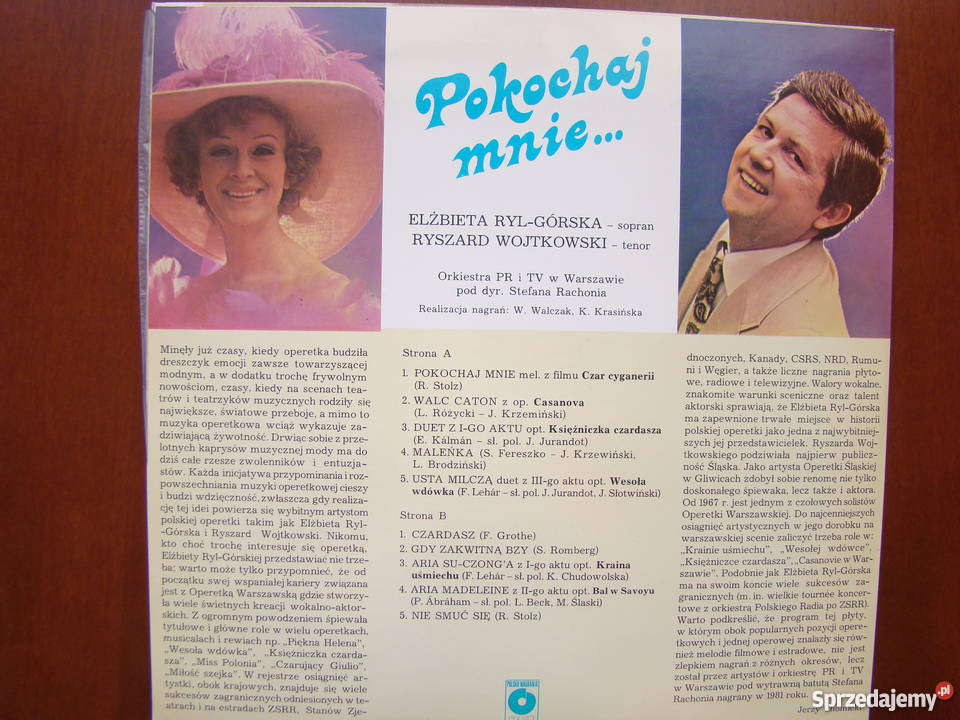 Pokochaj
mnie...
ELŻBIETA RYL-GÓRSKA – sopran
RYSZARD WOJTKOWSKI – tenor
Orkiestra PR i TV w Warszawie
pod dyr. Stefana Rachonia
Realizacja nagrań: W. Walczak, K. Krasińska
Minęły już czasy, kiedy operetka budziła
dreszczyk emocji zawsze towarzyszącej
modnym, a w dodatku trochę frywolnym
nowościom, czasy, kiedy na scenach tea-
trów i teatrzyków muzycznych rodziły się
największe, światowe przeboje, a mimo to
muzyka operetkowa wciąż wykazuje za-
dziwiającą żywotność. Drwiąc sobie z prze-
lotnych kaprysów muzycznej mody ma do
dziś całe rzesze zwolenników i entuzja-
stów. Każda inicjatywa przypominania i roz-
powszechniania muzyki operetkowej cieszy
i budzi wdzięczność, zwłaszcza gdy realiza-
cję tej idei powierza się wybitnym artystom
polskiej operetki takim jak Elżbieta Ryl-
-Górska i Ryszard Wojtkowski. Nikomu,
kto choć trochę interesuje się operetką,
Elżbiety Ryl-Górskiej przedstawiać nie trze-
ba; warto może tylko przypomnieć, że od
początku swej wspaniałej kariery związana
jest z Operetką Warszawską gdzie stworzy-
ła wiele świetnych kreacji wokalno-aktor-
skich. Z ogromnym powodzeniem śpiewała
tytułowe i główne role w wielu operetkach,
musicalach i rewiach np. „Piękna Helena",
„Wesoła wdówka", „Księżniczka czarda-
sza", „Miss Polonia", „Czarujący Giulio",
„Miłość szejka". W rejestrze osiągnięć ar-
tystki, obok krajowych, znajduje się wiele
sukcesów zagranicznych odniesionych w te-
atrach i na estradach ZSRR, Stanów Zje-
Strona A
1. POKOCHAJ MNIE mel. z filmu Czar cyganerii
(R. Stolz)
2. WALC CATON z op. Casanova
(L. Różycki – J. Krzemiński)
3. DUET Z I-GO AKTU opt. Księżniczka czardasza
(E. Kálmán – sł. pol. J. Jurandot)
4. MALEŃKA (S. Fereszko – J. Krzewiński,
L. Brodziński)
5. USTA MILCZĄ duet z III-go aktu opt. Wesoła
wdówka (F. Lehár – sł. pol. J. Jurandot, J. Słotwiński)
Strona B
1. CZARDASZ (F. Grothe)
2. GDY ZAKWITNĄ BZY (S. Romberg)
3. ARIA SU-CZONG'A z I-go aktu opt. Kraina
uśmiechu (F. Lehár – sł. pol. K. Chudowolska)
4. ARIA MADELEINE z II-go aktu opt. Bal w Savoyu
(P. Ábráham – sł. pol. L. Beck, M. Ślaski)
5. NIE SMUĆ SIĘ (R. Stolz)
POLSKIE NAGRANIA
dnoczonych, Kanady, CSRS, NRD, Rumu-
ni i Węgier, a także liczne nagrania płyto-
we, radiowe i telewizyjne. Walory wokalne,
znakomite warunki sceniczne oraz talent
aktorski sprawiają, że Elżbieta Ryl-Górska
ma zapewnione trwałe miejsce w historii
polskiej operetki jako jedna z najwybitniej-
szych jej przedstawicielek. Ryszarda Woj-
tkowskiego podziwiała najpierw publicz-
ność Śląska. Jako artysta Operetki Śląskiej
w Gliwicach zdobył sobie renomę nie tylko
doskonałego śpiewaka, lecz także i aktora.
Od 1967 r. jest jednym z czołowych solistów
Operetki Warszawskiej. Do najcenniejszych
osiągnięć artystycznych w jego dorobku na
warszawskiej scenie zaliczyć trzeba role w:
„Krainie uśmiechu", „Wesołej wdówce",
„Księżniczce czardasza", „Casanovie w War-
szawie". Podobnie jak Elżbieta Ryl-Górska
ma na swoim koncie wiele sukcesów za-
granicznych (m. in. wielkie tournée koncer-
towe z orkiestrą Polskiego Radia po ZSRR).
Warto podkreślić, że program tej płyty,
w którym obok popularnych pozycji opere-
tkowych i jednej operowej znalazły się rów-
nież melodie filmowe i estradowe, nie jest
zlepkiem nagrań z różnych okresów, lecz
został przez artystów i orkiestrę PR i TV
w Warszawie pod wytrawną batutą Stefana
Rachonia nagrany w 1981 roku.
Jerzy
Sprzedajemy.pl